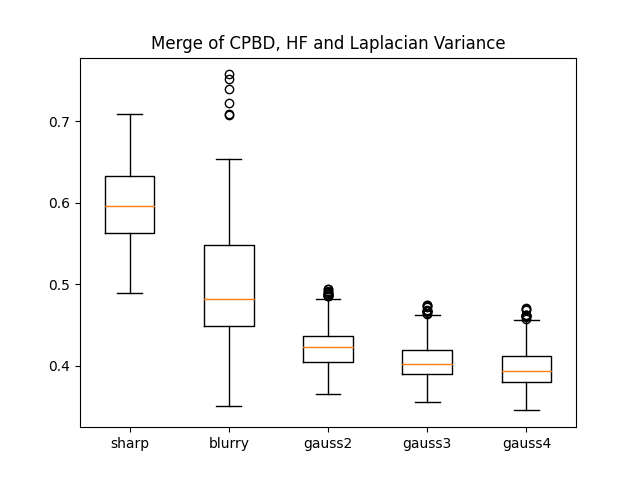 Merge of CPBD, HF and Laplacian Variance
0.7
0.6
0.5
0.4
sharp blurry gauss2 gauss3 gauss4